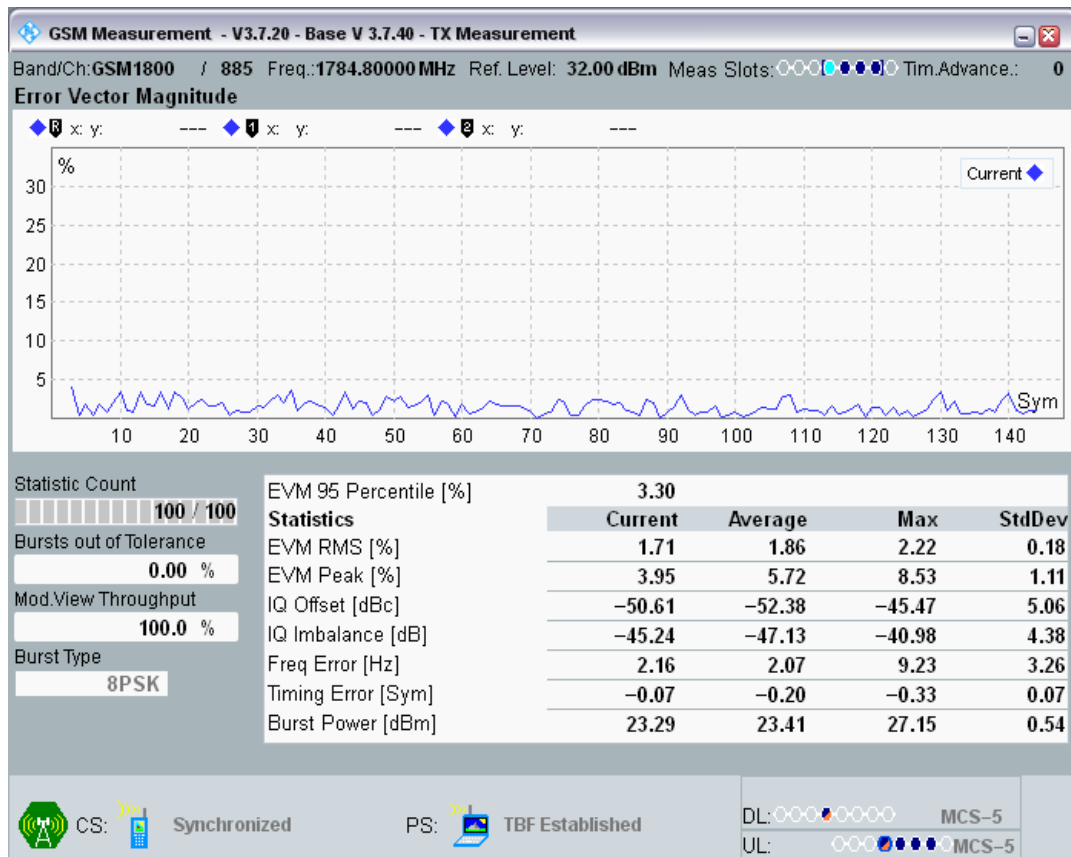 GSM Measurement - V3.7.20 - Base V 3.7.40 - TX Measurement
Band/Ch:GSM1800 / 885 Freq.:1784.80000MHz Ref. Level: 32.00dBm Meas Slots: Tim.Advance.: 0
Error Vector Magnitude
R x: y: --- 1 x: y: --- 2 x: y: ---
%
Current
30
25
20
15
10
5
Sym
10 20 30 40 50 60 70 80 90 100 110 120 130 140
Statistic Count
100 / 100
Bursts out of Tolerance
0.00 %
Mod.View Throughput
100.0 %
Burst Type
8PSK
EVM 95 Percentile [%] 3.30
Statistics Current Average Max StdDev
EVM RMS [%] 1.71 1.86 2.22 0.18
EVM Peak [%] 3.95 5.72 8.53 1.11
IQ Offset [dBc] −50.61 −52.38 −45.47 5.06
IQ Imbalance [dB] −45.24 −47.13 −40.98 4.38
Freq Error [Hz] 2.16 2.07 9.23 3.26
Timing Error [Sym] −0.07 −0.20 −0.33 0.07
Burst Power [dBm] 23.29 23.41 27.15 0.54
CS: Synchronized PS: TBF Established
DL: MCS−5
UL: MCS−5